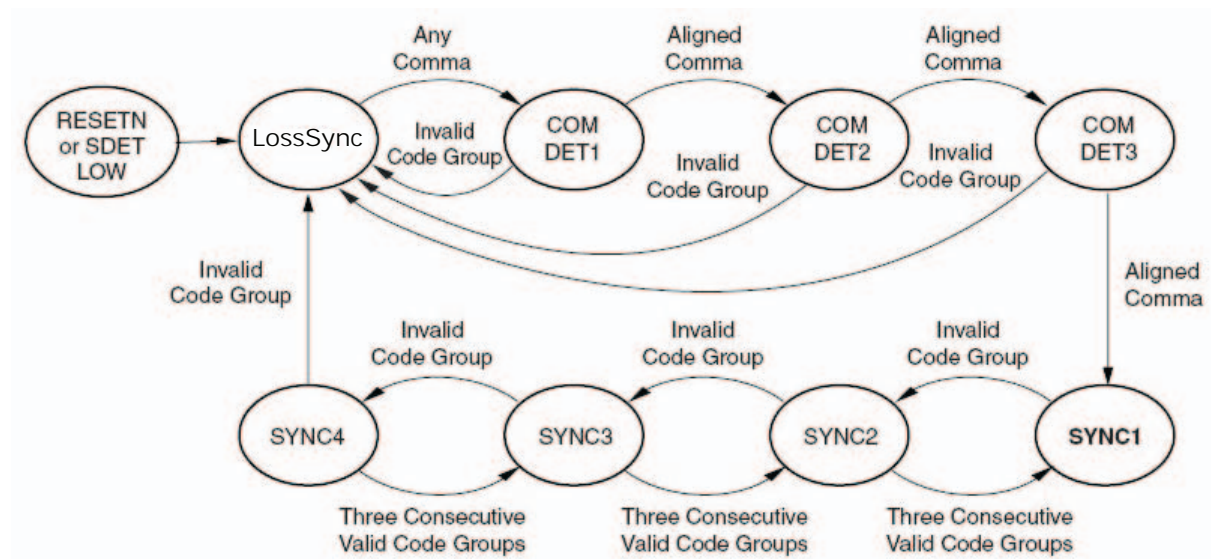 Any
Comma
Aligned
Comma
Aligned
Comma
RESETN
or SDET
LOW
LossSync
Invalid
Code Group
COM
DET1
Invalid
Code Group
COM
DET2
Invalid
Code Group
COM
DET3
Invalid
Code Group
Aligned
Comma
Invalid
Code Group
Invalid
Code Group
Invalid
Code Group
SYNC4
SYNC3
SYNC2
SYNC1
Three Consecutive
Valid Code Groups
Three Consecutive
Valid Code Groups
Three Consecutive
Valid Code Groups